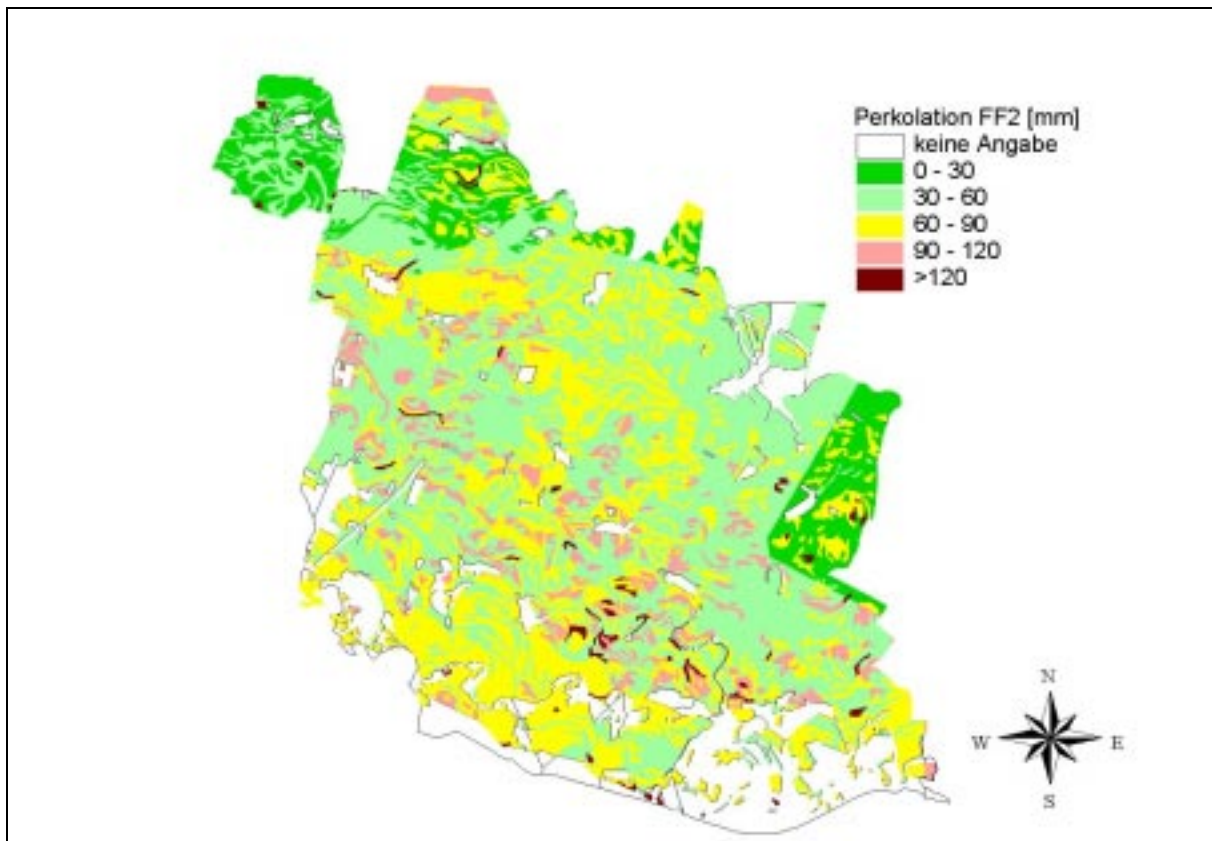 Perkolation FF2 [mm]
keine Angabe
0 - 30
30 - 60
60 - 90
90 - 120
>120
N
W E
S